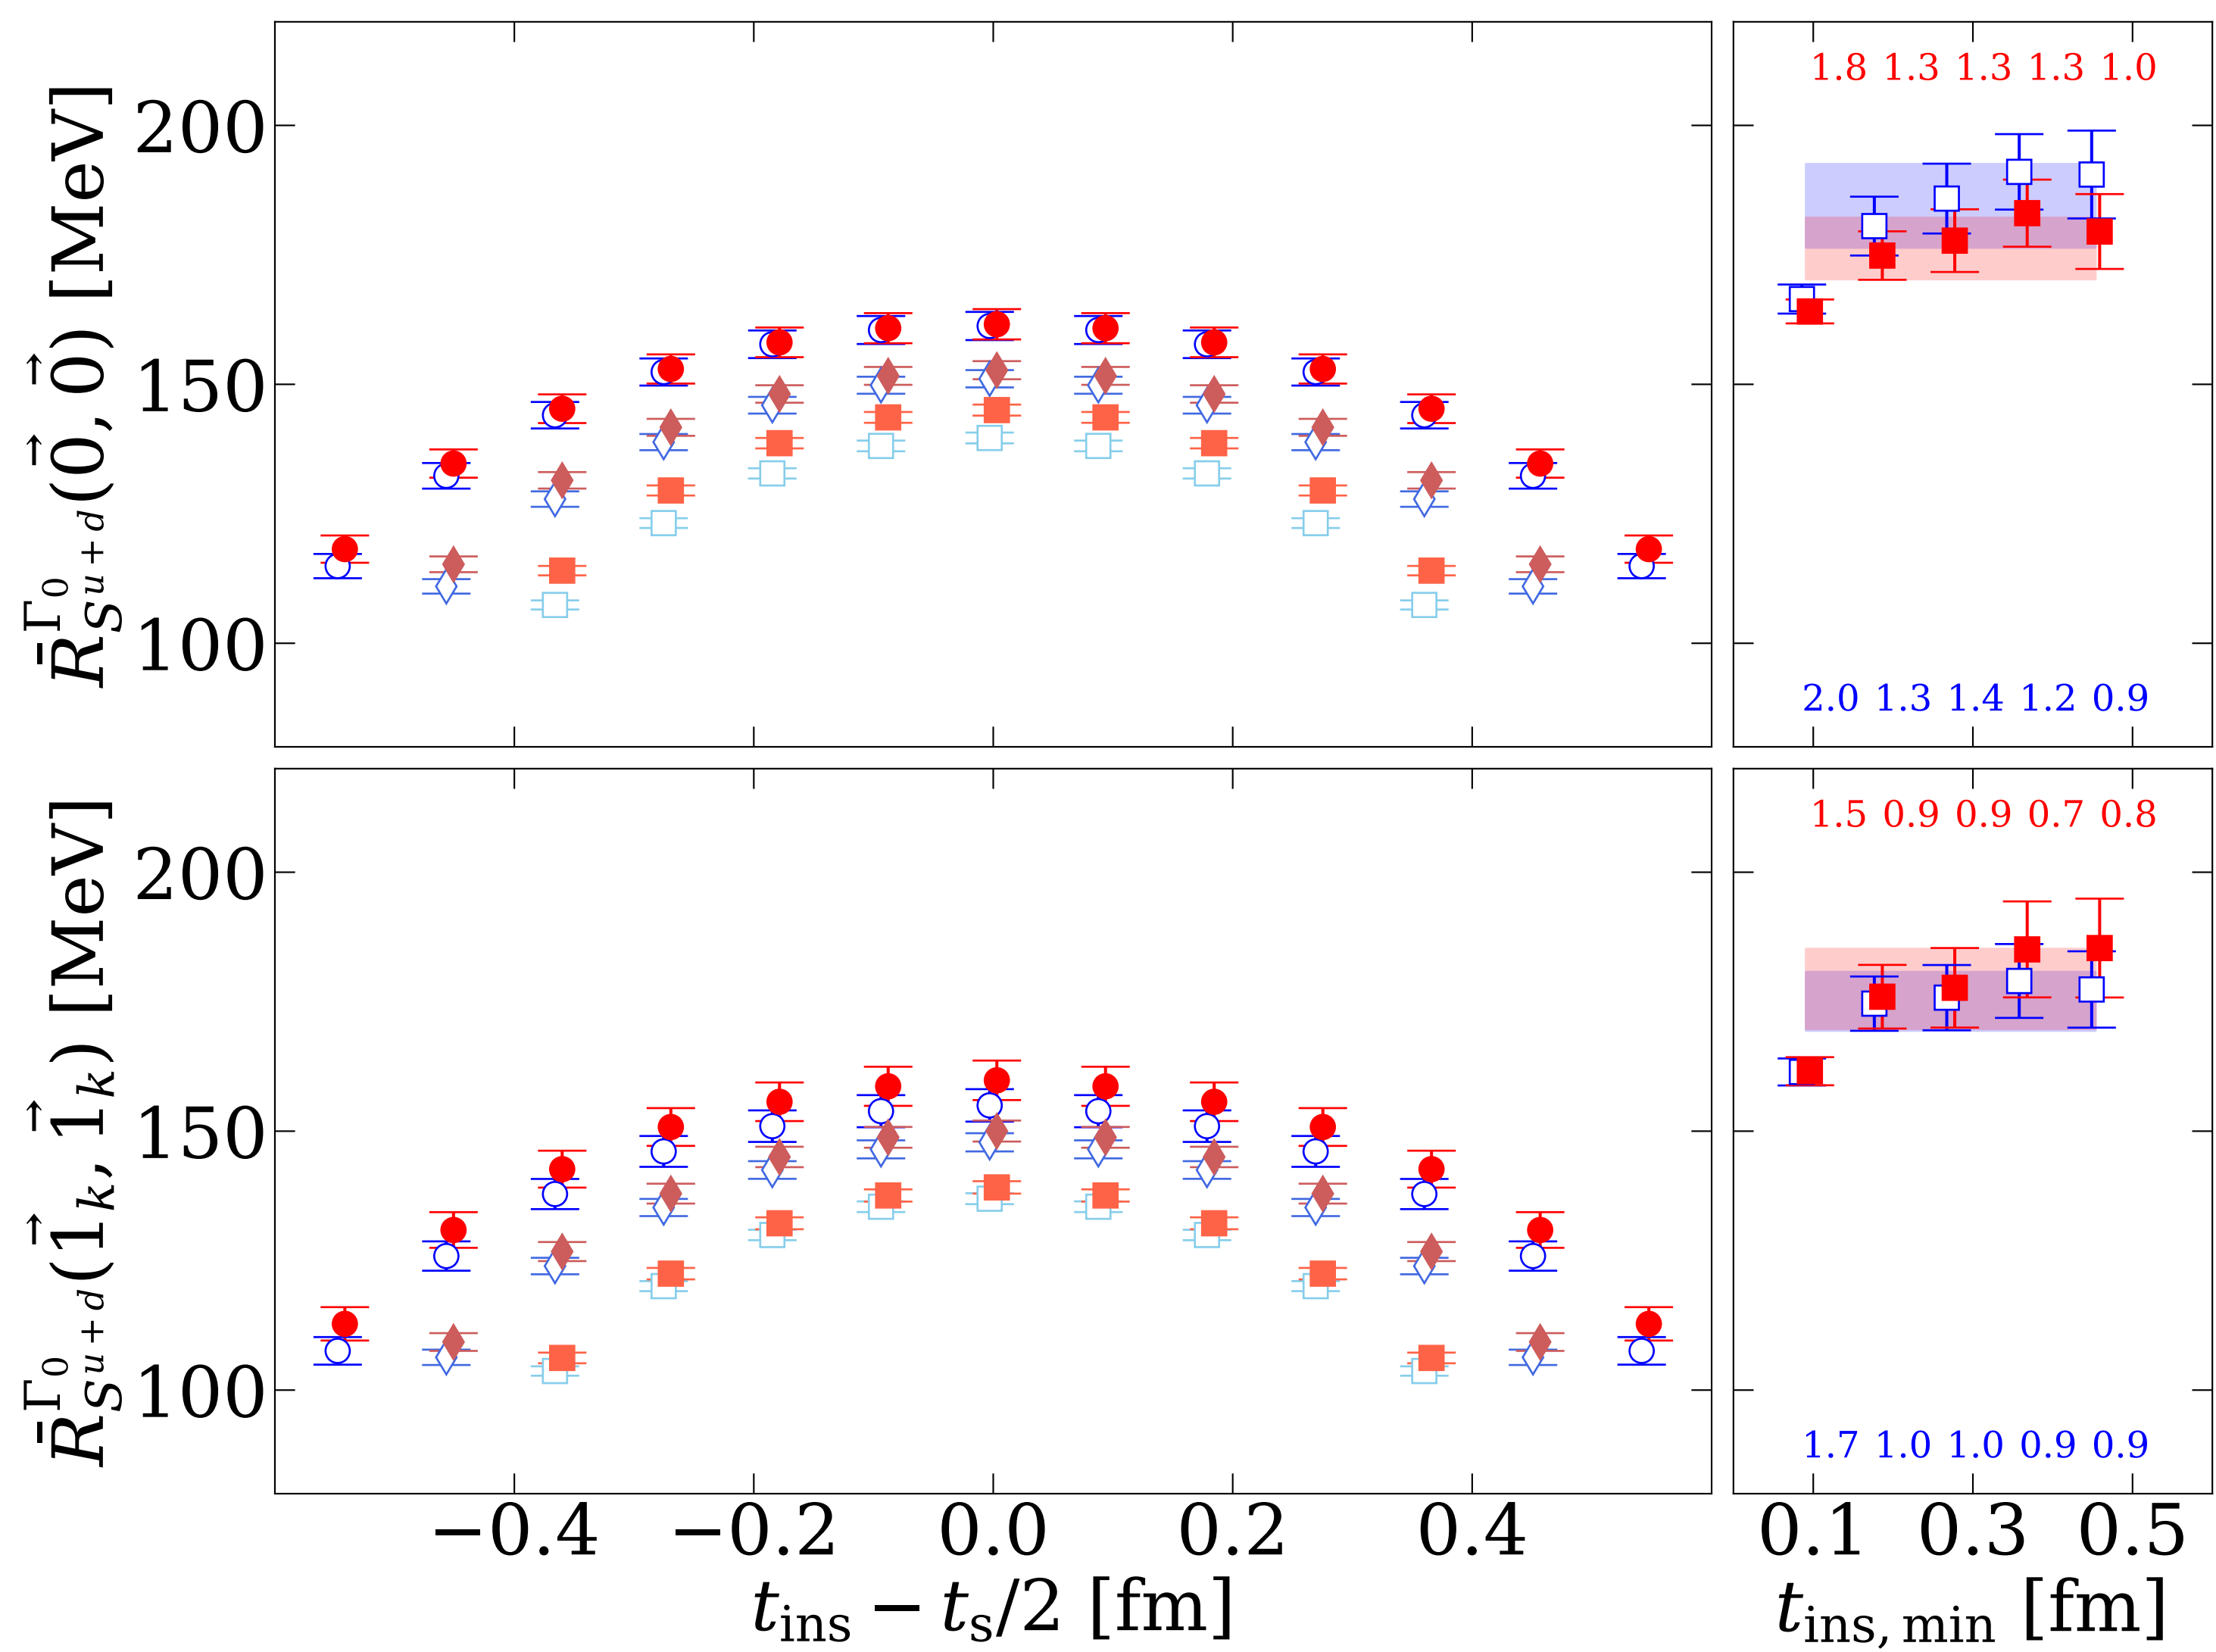 R̄^{Γ_0}_{S^{u+d}}(0⃗, 0⃗) [MeV]
200
150
100
1.8 1.3 1.3 1.3 1.0
2.0 1.3 1.4 1.2 0.9
R̄^{Γ_0}_{S^{u+d}}(1⃗_k, 1⃗_k) [MeV]
200
150
100
1.5 0.9 0.9 0.7 0.8
1.7 1.0 1.0 0.9 0.9
−0.4 −0.2 0.0 0.2 0.4
0.1 0.3 0.5
t_ins − t_s/2 [fm]
t_ins, min [fm]